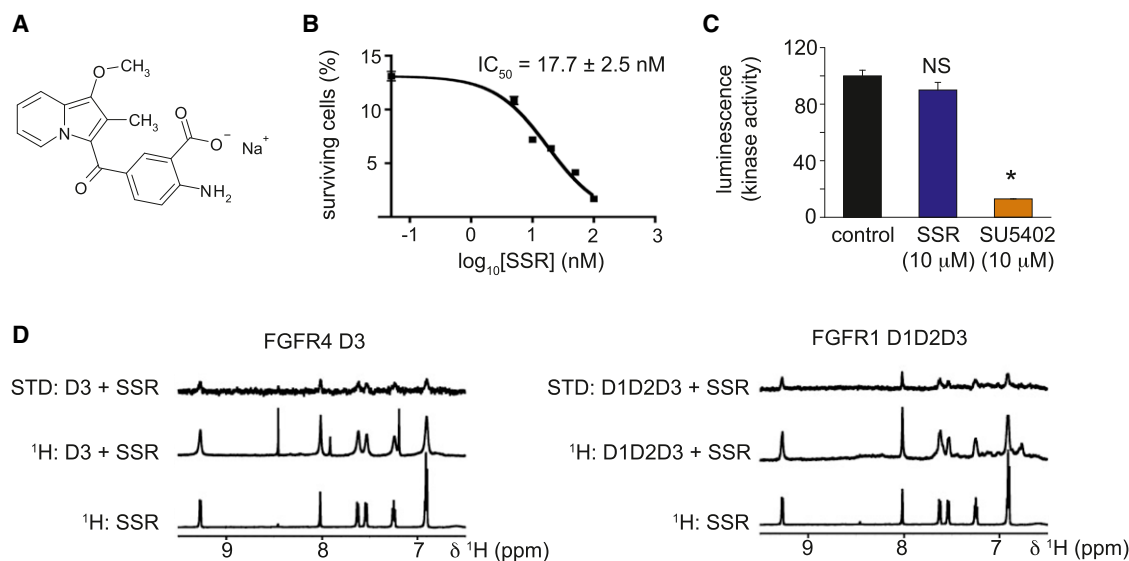 A
O
CH₃
N
CH₃
O
O⁻
Na⁺
O
NH₂
B
IC₅₀ = 17.7 ± 2.5 nM
surviving cells (%)
15
10
5
-1 0 1 2 3
log₁₀[SSR] (nM)
C
luminescence
(kinase activity)
120
80
40
0
NS
*
control SSR SU5402
(10 μM) (10 μM)
D
FGFR4 D3
STD: D3 + SSR
¹H: D3 + SSR
¹H: SSR
9 8 7 δ ¹H (ppm)
FGFR1 D1D2D3
STD: D1D2D3 + SSR
¹H: D1D2D3 + SSR
¹H: SSR
9 8 7 δ ¹H (ppm)